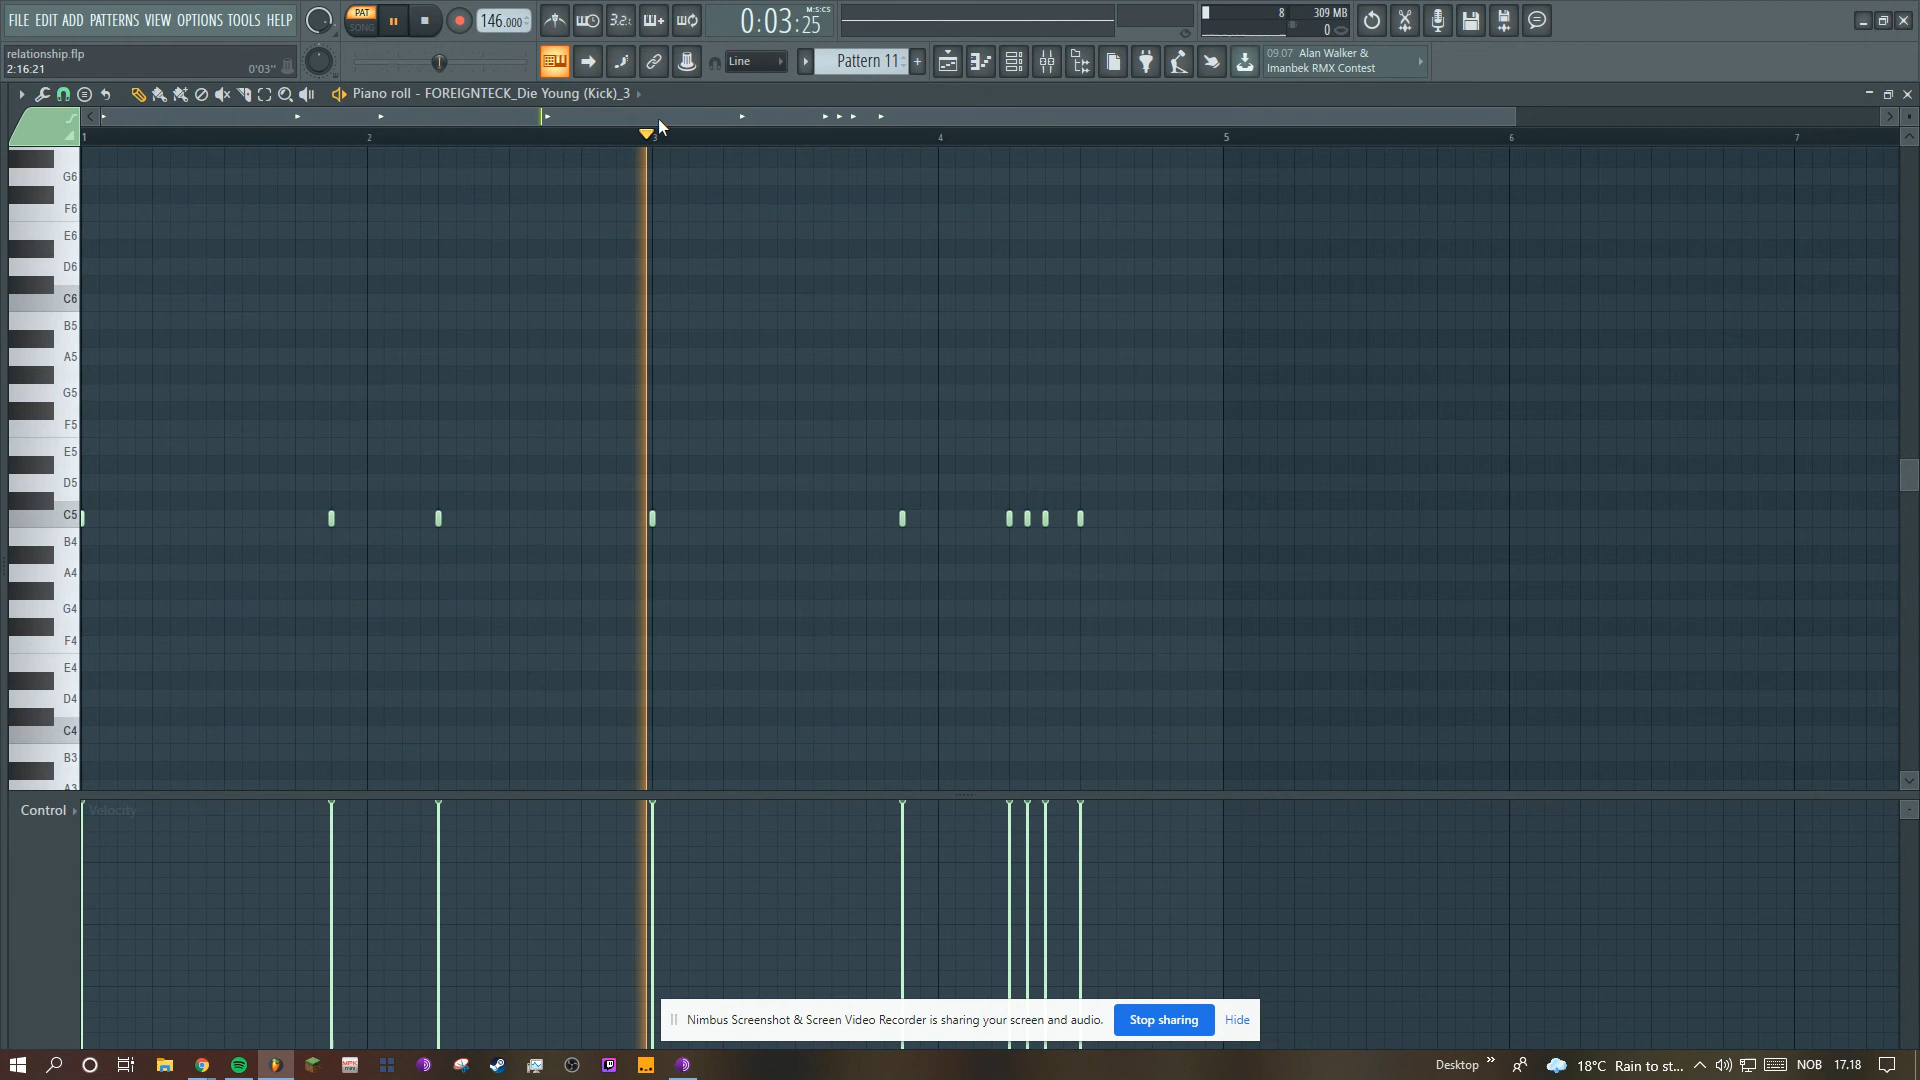 FILE EDIT ADD PATTERNS VIEW OPTIONS TOOLS HELP
PAT
SONG
146.000
3.2.
0:03:25
M:S:CS
8
309 MB
0
relationship.flp
2:16:21
0'03"
Line
Pattern 11
09.07 Alan Walker &
Imanbek RMX Contest
Piano roll - FOREIGNTECK_Die Young (Kick)_3
1 2 3 4 5 6 7
G6
F6
E6
D6
C6
B5
A5
G5
F5
E5
D5
C5
B4
A4
G4
F4
E4
D4
C4
B3
A3
Control
Velocity
Nimbus Screenshot & Screen Video Recorder is sharing your screen and audio.
Stop sharing
Hide
Desktop
18°C Rain to st...
NOB
17.18